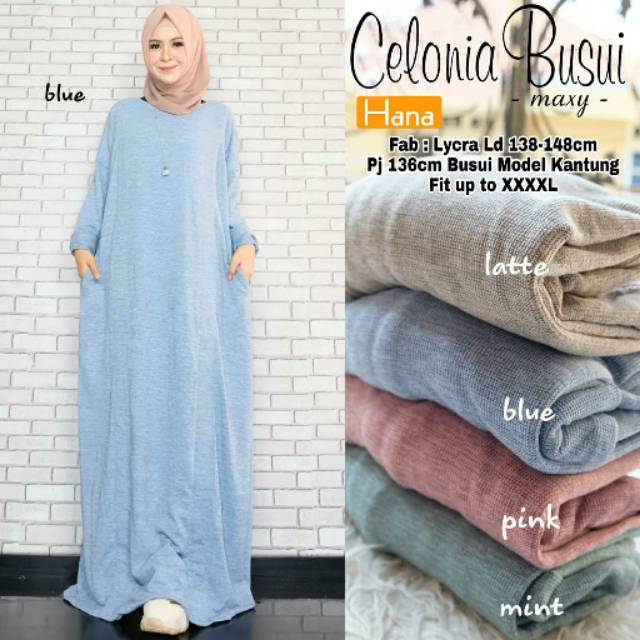 blue
Celonia Busui
- maxy -
Hana
Fab : Lycra Ld 138-148cm
Pj 136cm Busui Model Kantung
Fit up to XXXXL
latte
blue
pink
mint